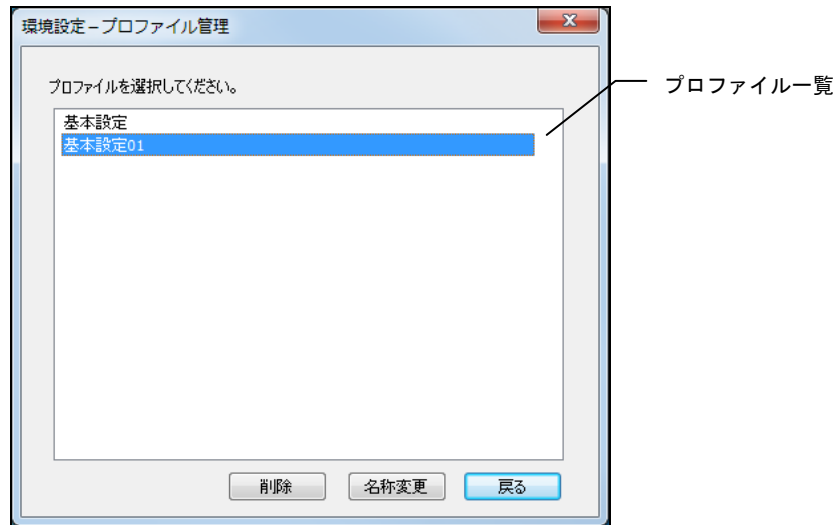 環境設定－プロファイル管理
プロファイルを選択してください。
プロファイル一覧
基本設定
基本設定01
削除
名称変更
戻る